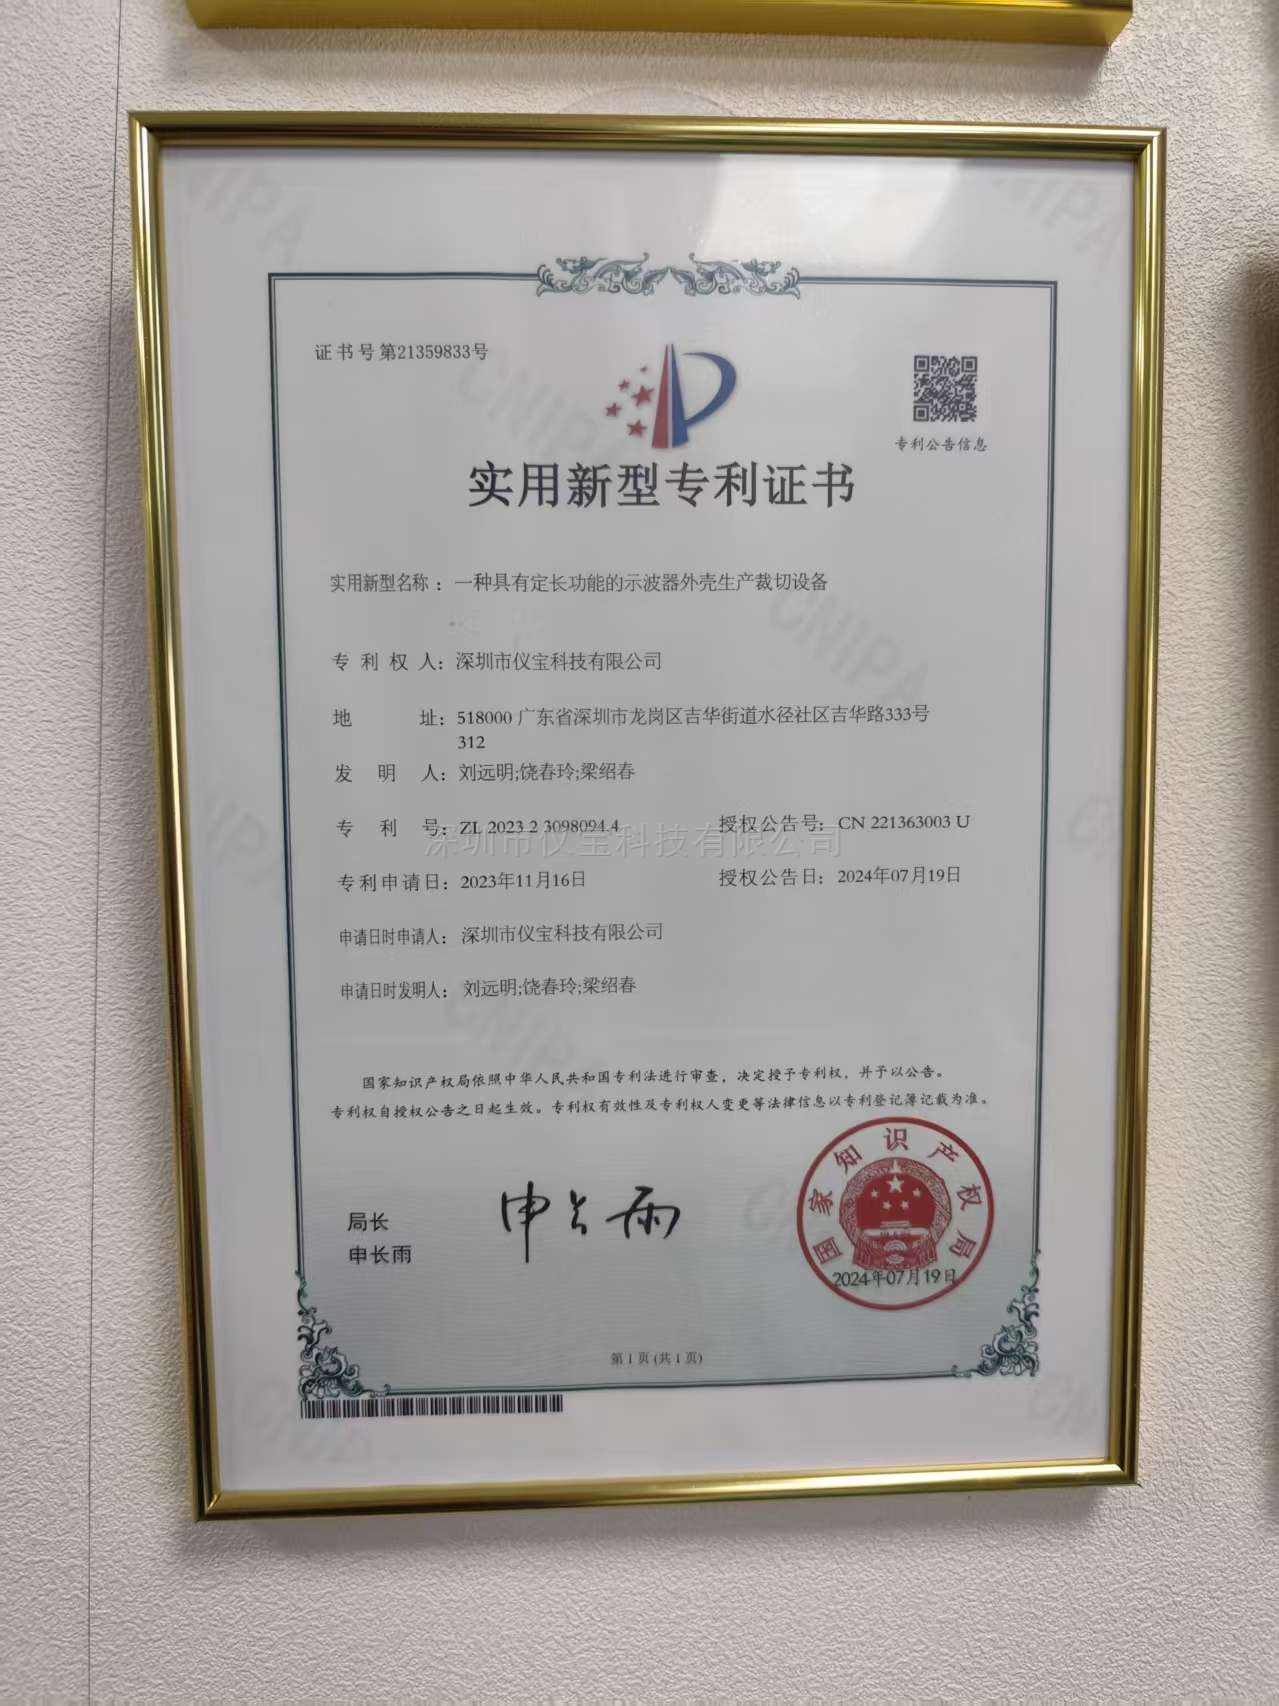 证书号第21359833号
专利公告信息
实用新型专利证书
实用新型名称：一种具有定长功能的示波器外壳生产裁切设备
专利权人：深圳市仪宝科技有限公司
地址：518000 广东省深圳市龙岗区吉华街道水径社区吉华路333号
312
发明人：刘远明;饶春玲;梁绍春
专利号：ZL 2023 2 3098094.4 授权公告号：CN 221363003 U
深圳市仪宝科技有限公司
专利申请日：2023年11月16日 授权公告日：2024年07月19日
申请日时申请人：深圳市仪宝科技有限公司
申请日时发明人：刘远明;饶春玲;梁绍春
国家知识产权局依照中华人民共和国专利法进行审查，决定授予专利权，并予以公告。
专利权自授权公告之日起生效。专利权有效性及专利权人变更等法律信息以专利登记簿记载为准。
局长
申长雨
申长雨
国家知识产权局
2024年07月19日
第1页(共1页)
CNIPA
CNIPA
CNIPA
CNIPA
CNIPA